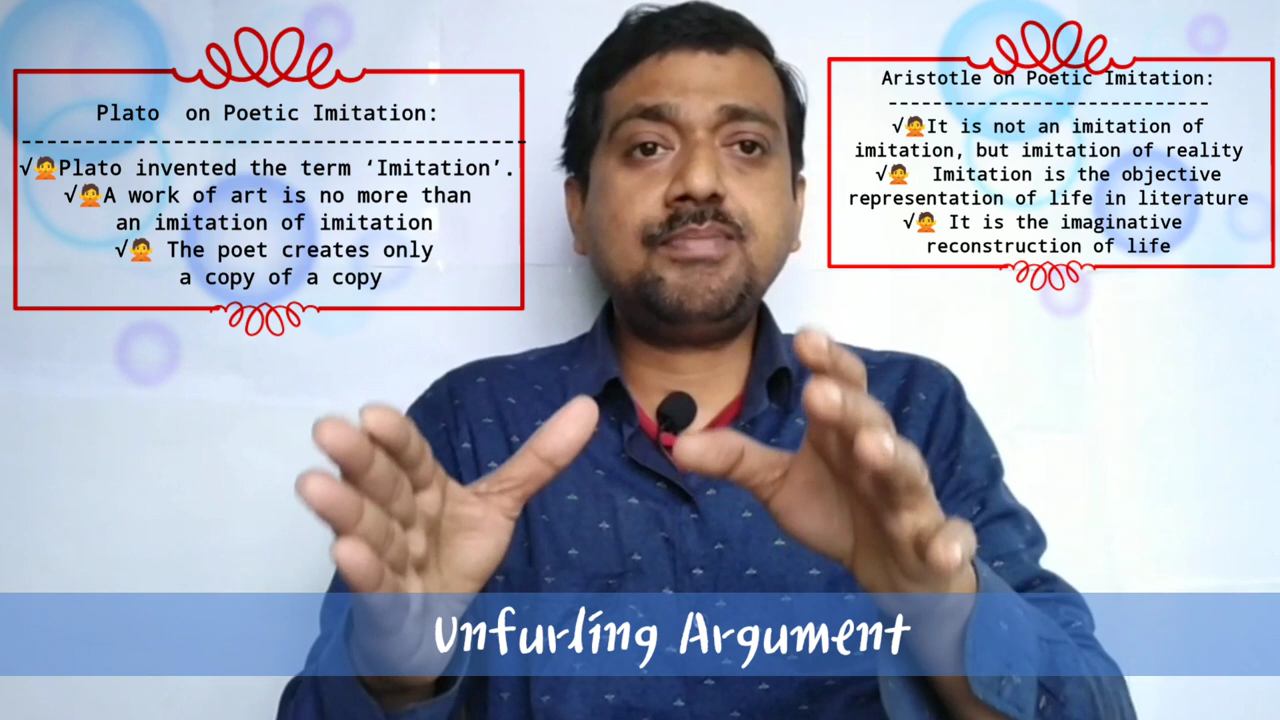 Plato on Poetic Imitation:
-----------------------------------------
√🙅Plato invented the term ‘Imitation’.
√🙅A work of art is no more than
an imitation of imitation
√🙅 The poet creates only
a copy of a copy
Aristotle on Poetic Imitation:
-----------------------------
√🙅It is not an imitation of
imitation, but imitation of reality
√🙅 Imitation is the objective
representation of life in literature
√🙅 It is the imaginative
reconstruction of life
Unfurling Argument